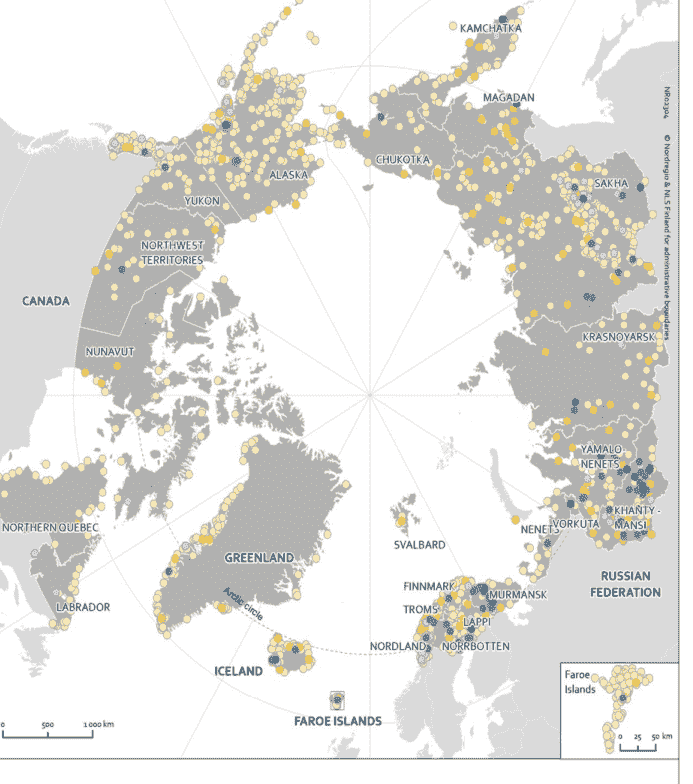 KAMCHATKA
MAGADAN
CHUKOTKA
SAKHA
ALASKA
YUKON
NORTHWEST
TERRITORIES
CANADA
NUNAVUT
KRASNOYARSK
YAMALO-
NENETS
KHANTY -
MANSI
NENETS
VORKUTA
NORTHERN QUEBEC
LABRADOR
GREENLAND
SVALBARD
RUSSIAN
FEDERATION
Arctic circle
FINNMARK
MURMANSK
TROMS
LAPPI
NORDLAND
NORRBOTTEN
ICELAND
FAROE ISLANDS
Faroe
Islands
0 25 50 km
0 500 1 000 km
NR02304 © Nordregio & NLS Finland for administrative boundaries